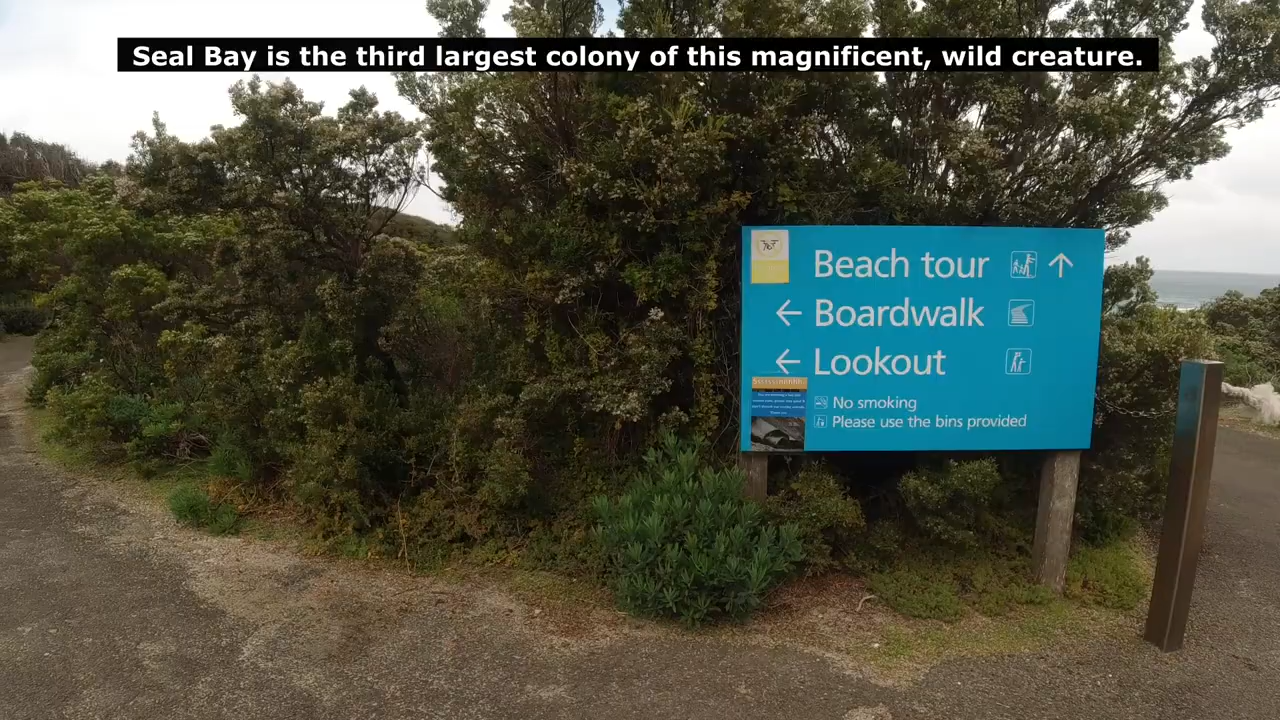 Seal Bay is the third largest colony of this magnificent, wild creature.
Beach tour
Boardwalk
Lookout
No smoking
Please use the bins provided